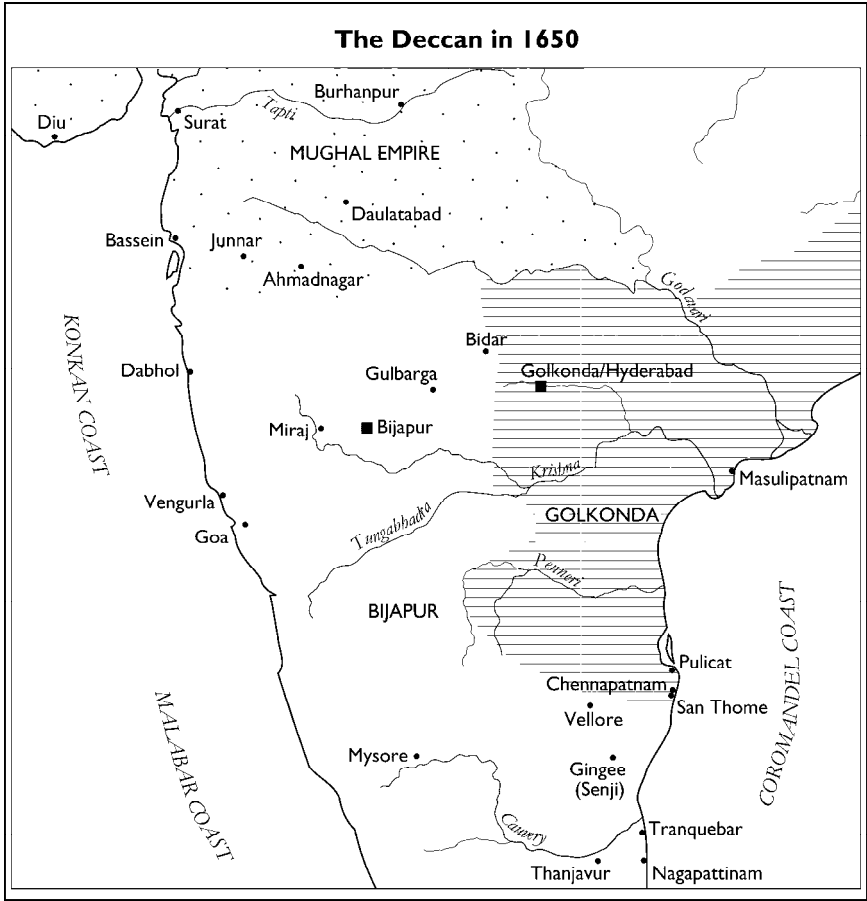 The Deccan in 1650
Burhanpur
Tapti
Diu
Surat
MUGHAL EMPIRE
Daulatabad
Bassein
Junnar
Ahmadnagar
Godavari
KONKAN COAST
Bidar
Dabhol
Gulbarga
Golkonda/Hyderabad
Miraj
Bijapur
Krishna
Masulipatnam
Vengurla
Goa
Tungabhadra
GOLKONDA
Penneri
BIJAPUR
COROMANDEL COAST
Pulicat
Chennapatnam
San Thome
Vellore
MALABAR COAST
Mysore
Gingee
(Senji)
Cauvery
Tranquebar
Thanjavur
Nagapattinam